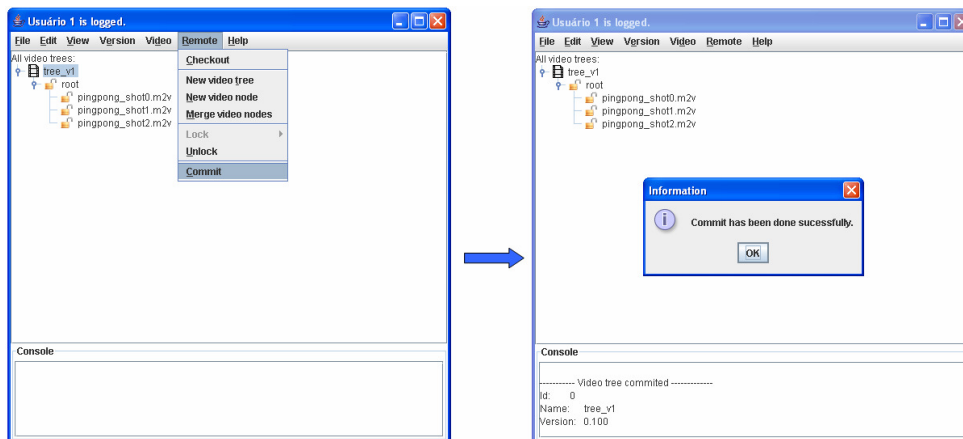 Usuário 1 is logged.
File Edit View Version Video Remote Help
All video trees:
tree_v1
root
pingpong_shot0.m2v
pingpong_shot1.m2v
pingpong_shot2.m2v
Checkout
New video tree
New video node
Merge video nodes
Lock
Unlock
Commit
Console
Usuário 1 is logged.
File Edit View Version Video Remote Help
All video trees:
tree_v1
root
pingpong_shot0.m2v
pingpong_shot1.m2v
pingpong_shot2.m2v
Information
Commit has been done sucessfully.
OK
Console
----------- Video tree commited -------------
Id: 0
Name: tree_v1
Version: 0.100